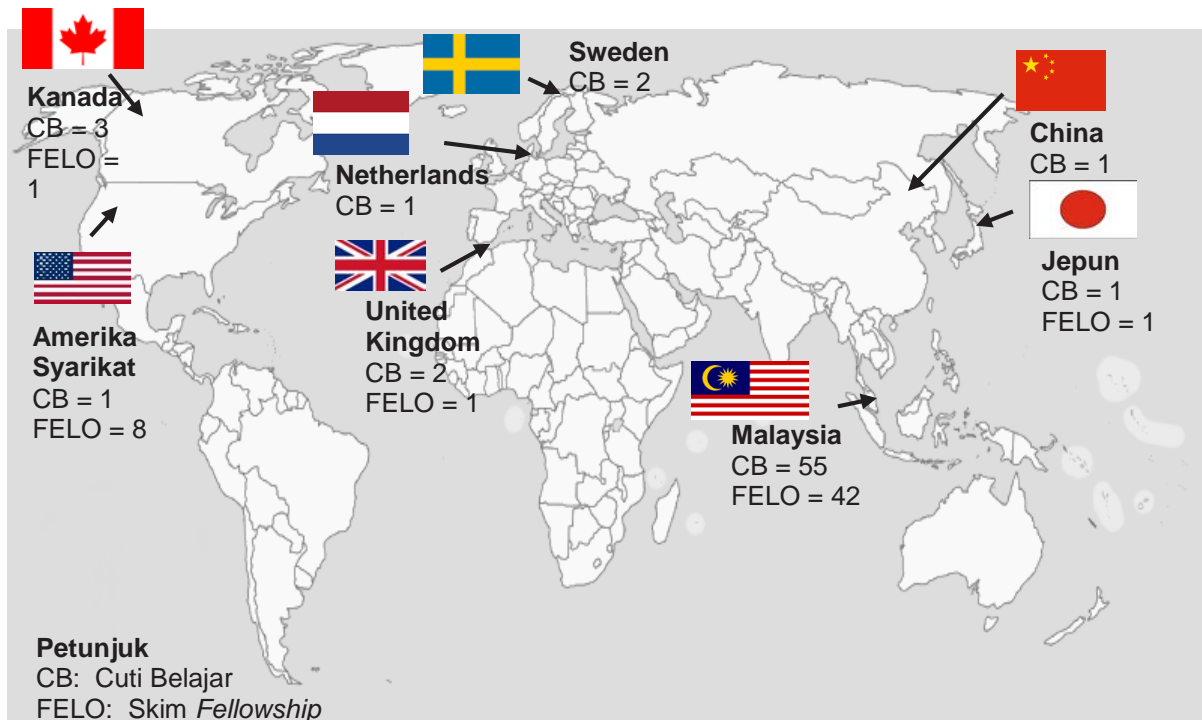 Kanada
CB = 3
FELO =
1
Sweden
CB = 2
Netherlands
CB = 1
China
CB = 1
Jepun
CB = 1
FELO = 1
Amerika
Syarikat
CB = 1
FELO = 8
United
Kingdom
CB = 2
FELO = 1
Malaysia
CB = 55
FELO = 42
Petunjuk
CB: Cuti Belajar
FELO: Skim Fellowship